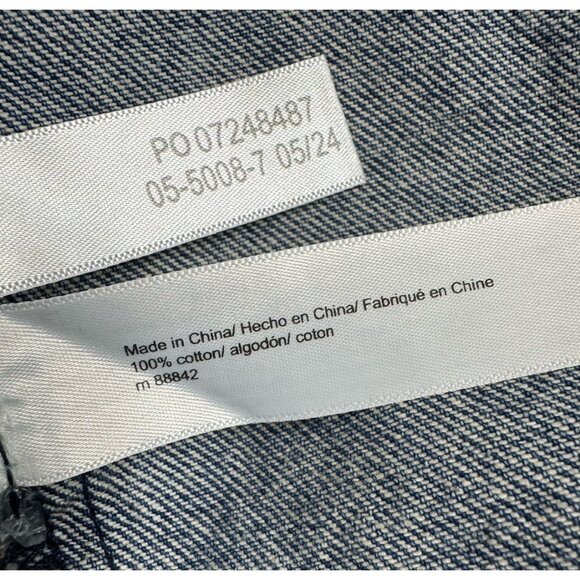 PO 07248487
05-5008-7 05/24
Made in China/ Hecho en China/ Fabriqué en Chine
100% cotton/ algodón/ coton
m 88842